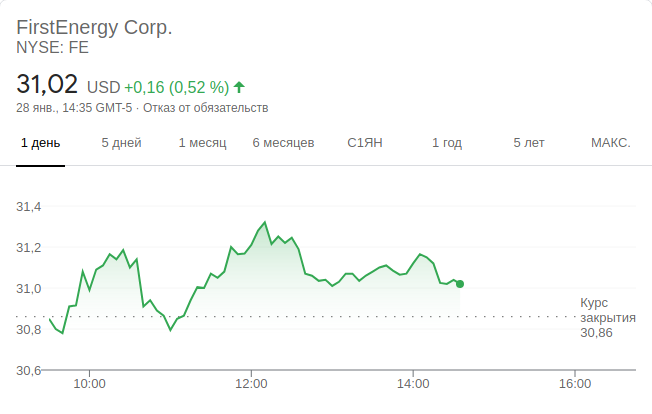 FirstEnergy Corp.
NYSE: FE
31,02 USD +0,16 (0,52 %)
28 янв., 14:35 GMT-5 · Отказ от обязательств
1 день 5 дней 1 месяц 6 месяцев С1ЯН 1 год 5 лет МАКС.
31,4
31,2
31,0
30,8
30,6
Курс
закрытия
30,86
10:00 12:00 14:00 16:00